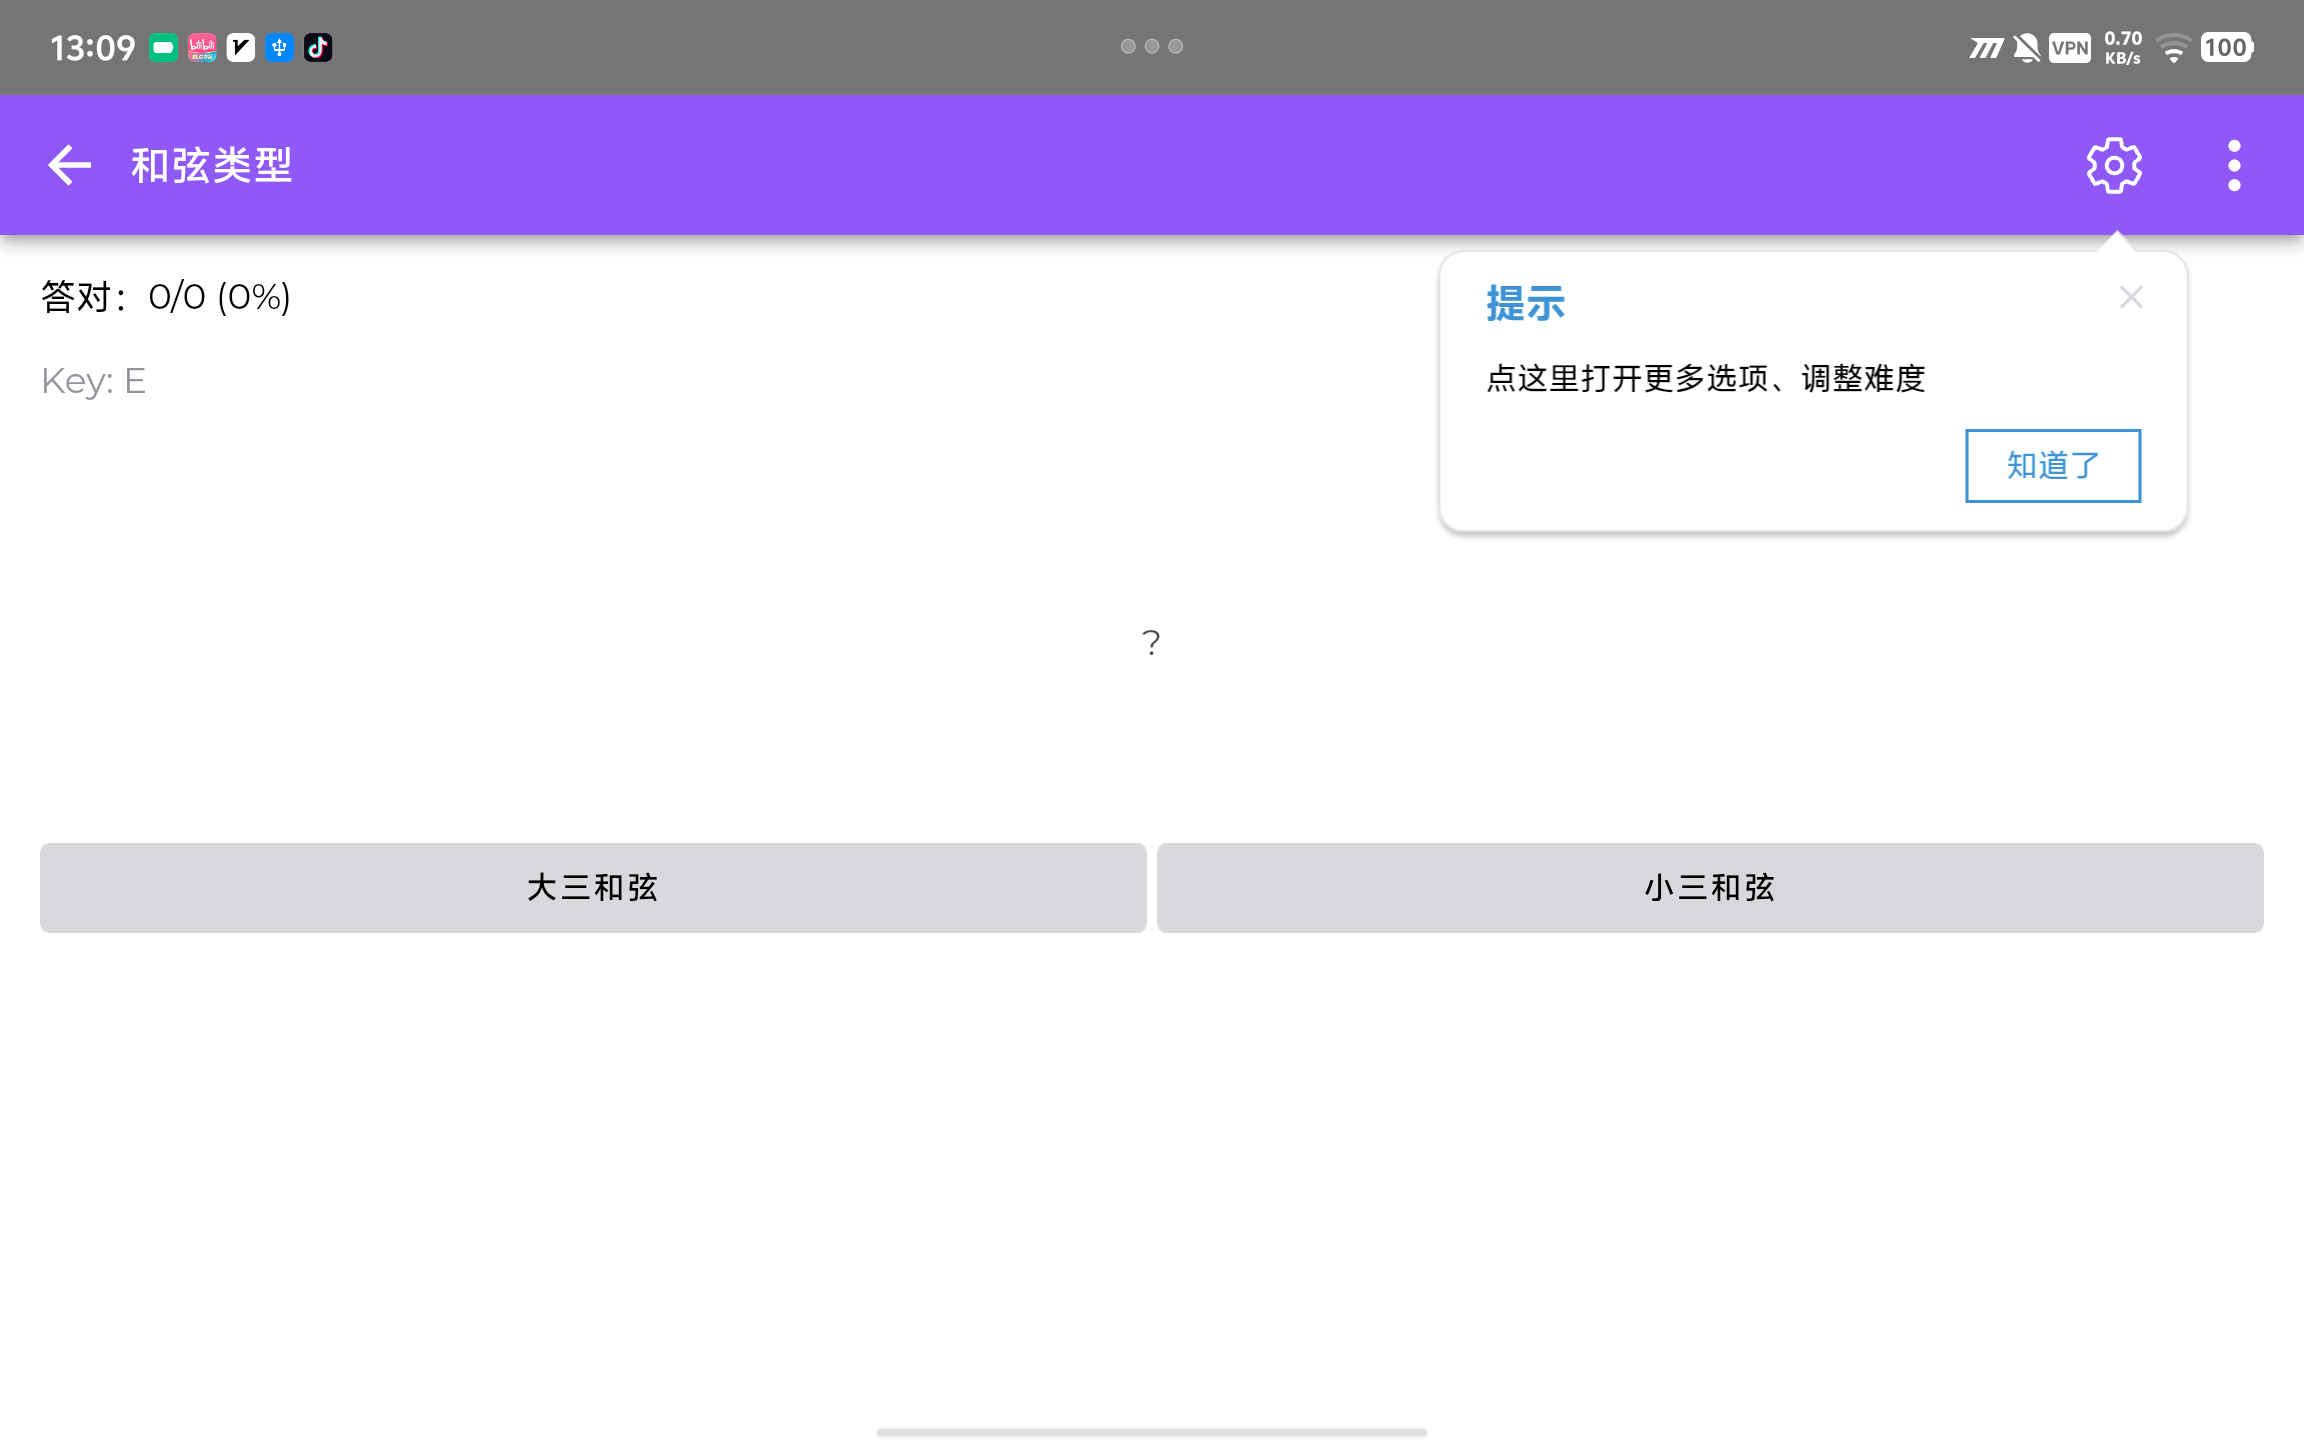 13:09
VPN
0.70
KB/s
100
和弦类型
答对：0/0 (0%)
Key: E
提示
点这里打开更多选项、调整难度
知道了
?
大三和弦
小三和弦